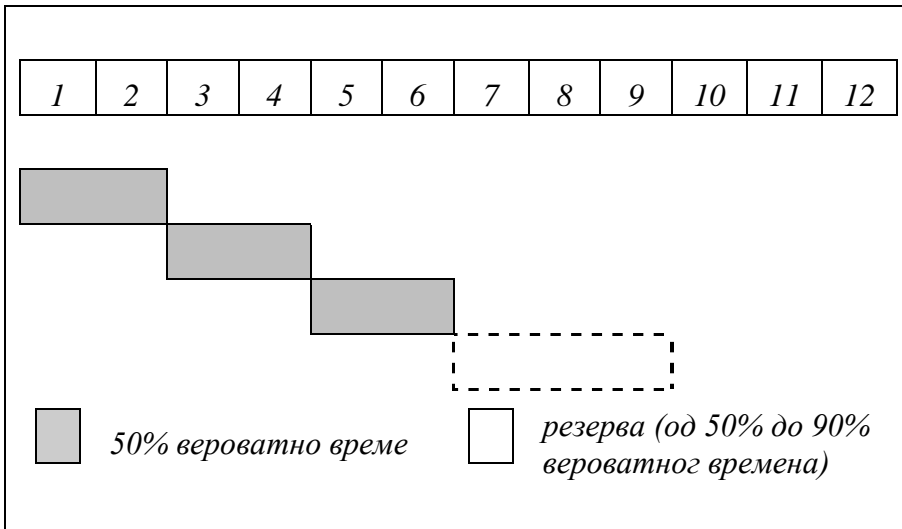 1 2 3 4 5 6 7 8 9 10 11 12
50% вероватно време
резерва (од 50% до 90%
вероватног времена)